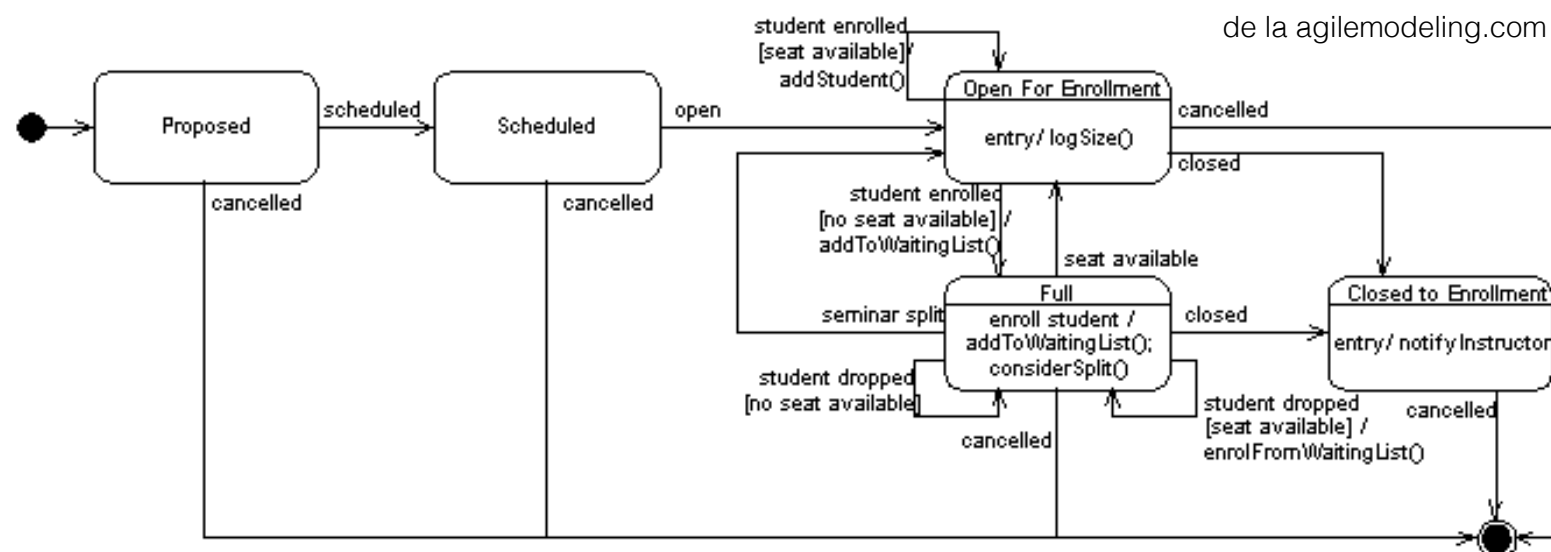 de la agilemodeling.com
student enrolled
[seat available] /
addStudent()
Proposed
scheduled
Scheduled
open
Open For Enrollment
entry/ logSize()
cancelled
closed
cancelled
cancelled
student enrolled
[no seat available] /
addToWaitingList()
seat available
seminar split
Full
enroll student /
addToWaitingList();
considerSplit()
closed
Closed to Enrollment
entry/ notifyInstructor
student dropped
[no seat available]
cancelled
student dropped
[seat available] /
enrolFromWaitingList()
cancelled